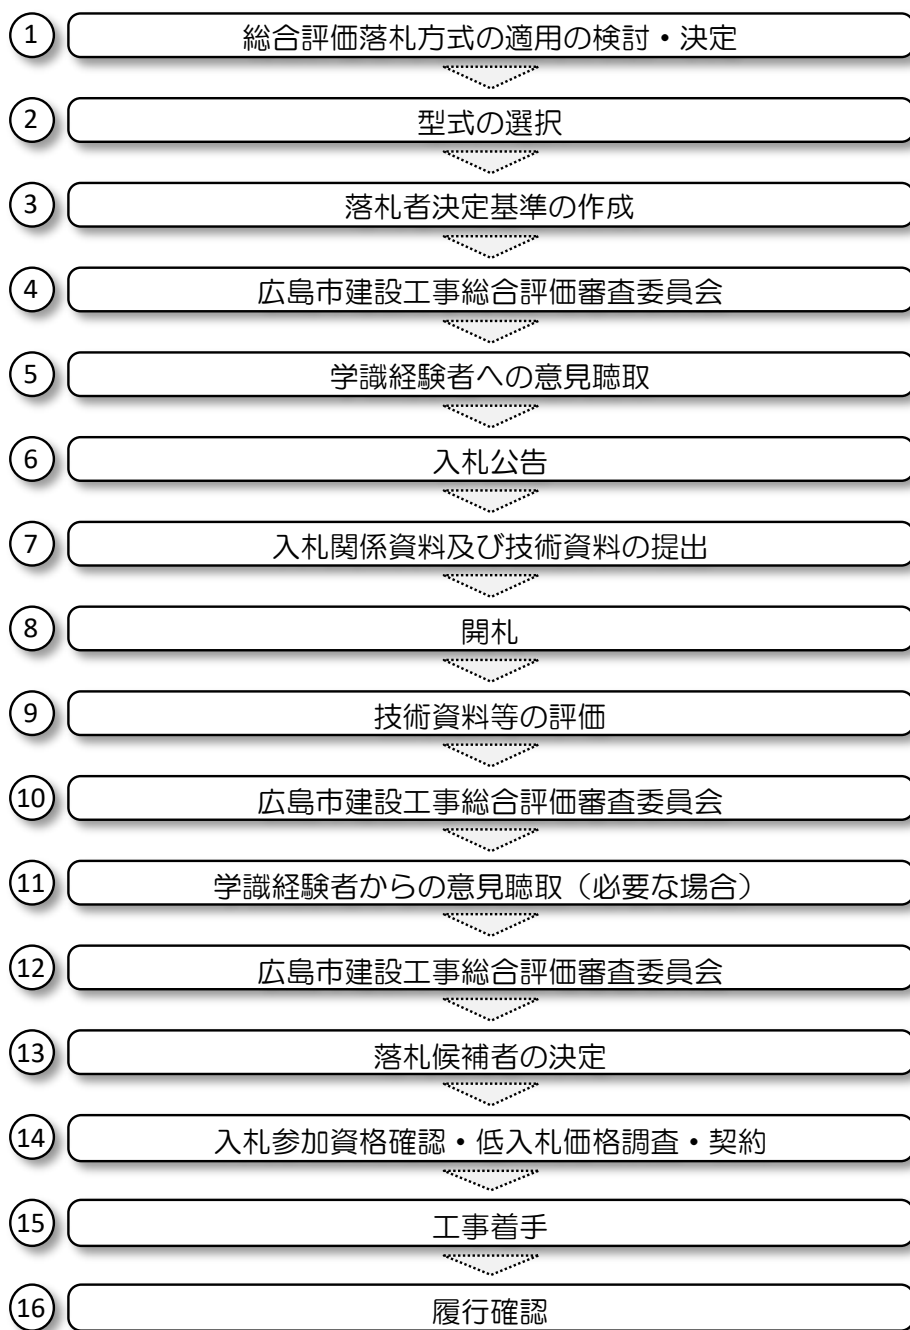 1 総合評価落札方式の適用の検討・決定
2 型式の選択
3 落札者決定基準の作成
4 広島市建設工事総合評価審査委員会
5 学識経験者への意見聴取
6 入札公告
7 入札関係資料及び技術資料の提出
8 開札
9 技術資料等の評価
10 広島市建設工事総合評価審査委員会
11 学識経験者からの意見聴取（必要な場合）
12 広島市建設工事総合評価審査委員会
13 落札候補者の決定
14 入札参加資格確認・低入札価格調査・契約
15 工事着手
16 履行確認